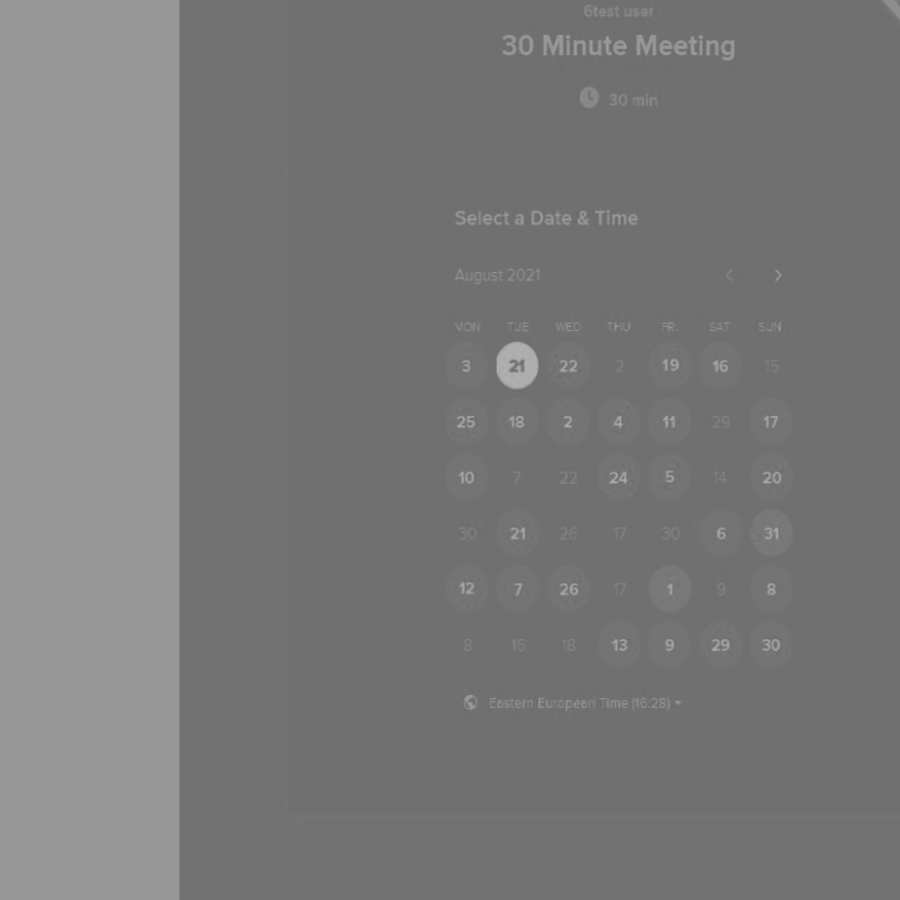 6test user
30 Minute Meeting
30 min
Select a Date & Time
August 2021
MON TUE WED THU FRI SAT SUN
3 21 22 2 19 16 15
25 18 2 4 11 29 17
10 7 22 24 5 14 20
30 21 26 17 30 6 31
12 7 26 17 1 9 8
8 15 18 13 9 29 30
Eastern European Time (16:28)